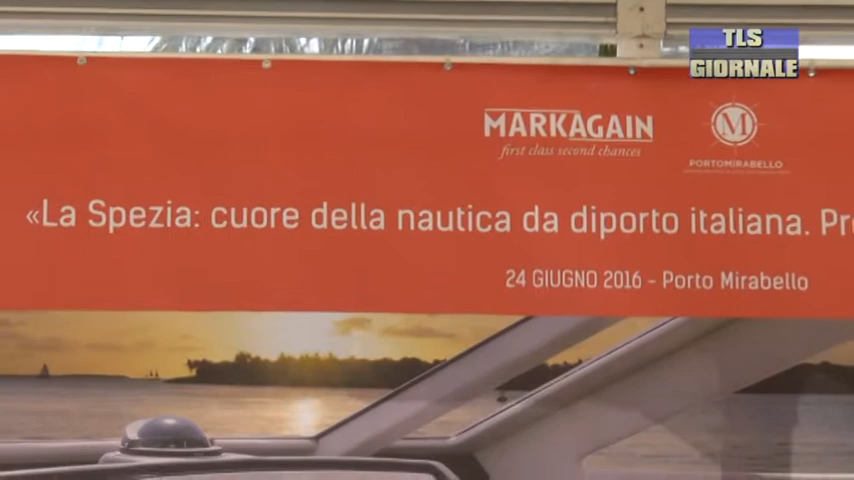 TLS
GIORNALE
MARKAGAIN
first class second chances
PORTOMIRABELLO
«La Spezia: cuore della nautica da diporto italiana.
24 GIUGNO 2016 - Porto Mirabello